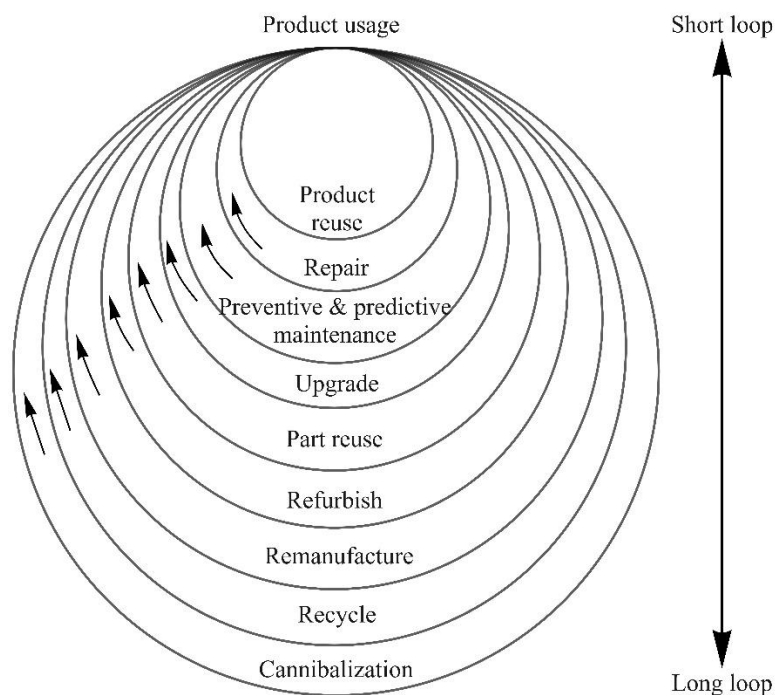 Product usage
Short loop
Product
reuse
Repair
Preventive & predictive
maintenance
Upgrade
Part reuse
Refurbish
Remanufacture
Recycle
Cannibalization
Long loop